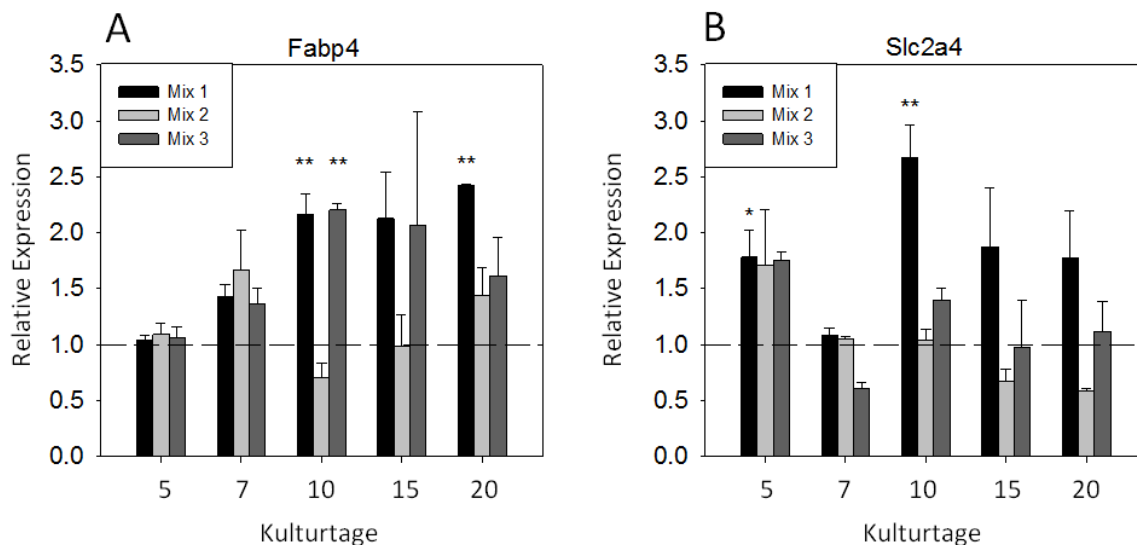 A
Fabp4
Relative Expression
3.5
3.0
2.5
2.0
1.5
1.0
0.5
0.0
Mix 1
Mix 2
Mix 3
** ** **
5 7 10 15 20
Kulturtage
B
Slc2a4
Relative Expression
3.5
3.0
2.5
2.0
1.5
1.0
0.5
0.0
Mix 1
Mix 2
Mix 3
**
*
5 7 10 15 20
Kulturtage